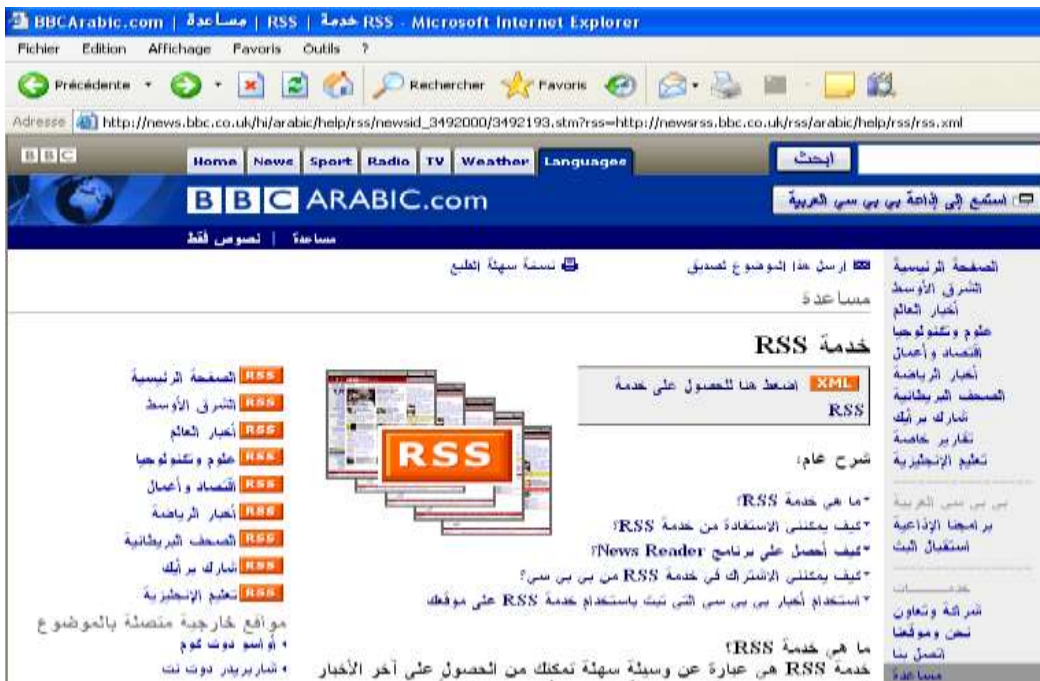 BBCArabic.com | مساعدة | RSS | خدمة RSS - Microsoft Internet Explorer
Fichier Edition Affichage Favoris Outils ?
Précédente Rechercher Favoris
Adresse http://news.bbc.co.uk/hi/arabic/help/rss/newsid_3492000/3492193.stm?rss=http://newsrss.bbc.co.uk/rss/arabic/help/rss/rss.xml
BBC Home News Sport Radio TV Weather Languages ابحث
BBC ARABIC.com
استمع إلى إذاعة بي بي سي العربية
مساعدة | نصوص فقط
الصفحة الرئيسية
الشرق الأوسط
أخبار العالم
علوم وتكنولوجيا
اقتصاد وأعمال
أخبار الرياضة
الصحف البريطانية
شارك برأيك
تقارير خاصة
تعليم الإنجليزية
بي بي سي العربية
برامجنا الإذاعية
استقبال البث
خدمـــــات
شراكة وتعاون
نحن وموقعنا
اتصل بنا
مساعدة
ارسل هذا الموضوع لصديق
نسخة سهلة الطبع
مساعدة
خدمة RSS
XML اضغط هنا للحصول على خدمة
RSS
شرح عام:
*ما هي خدمة RSS؟
*كيف يمكنني الاستفادة من خدمة RSS؟
*كيف أحصل على برنامج News Reader؟
*كيف يمكنني الاشتراك في خدمة RSS من بي بي سي؟
*استخدام أخبار بي بي سي التي تبث باستخدام خدمة RSS على موقعك
ما هي خدمة RSS؟
خدمة RSS هي عبارة عن وسيلة سهلة تمكنك من الحصول على آخر الأخبار
RSS
RSS الصفحة الرئيسية
RSS الشرق الأوسط
RSS أخبار العالم
RSS علوم وتكنولوجيا
RSS اقتصاد وأعمال
RSS أخبار الرياضة
RSS الصحف البريطانية
RSS شارك برأيك
RSS تعليم الإنجليزية
مواقع خارجية متصلة بالموضوع
أو اسو دوت كوم
شاربريدر دوت نت